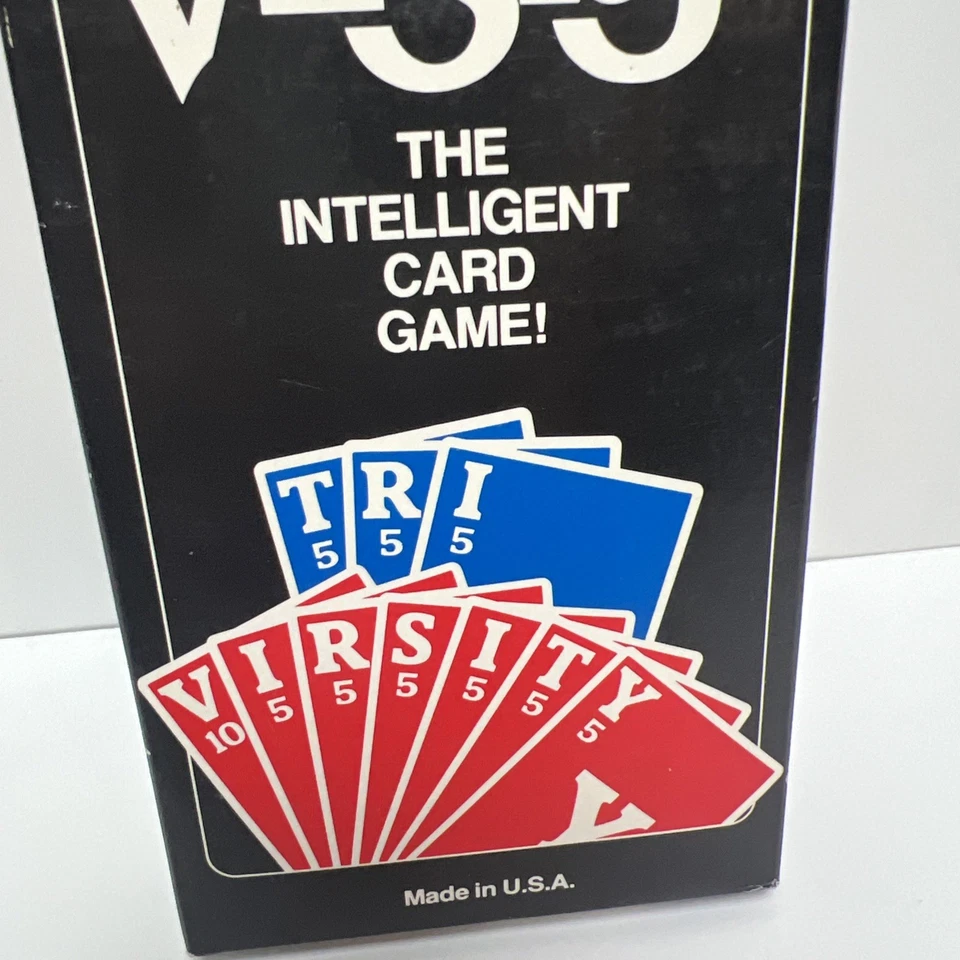 THE
INTELLIGENT
CARD
GAME!
T R I
5 5 5
V I R S I T Y
10 5 5 5 5 5 5
Y
Made in U.S.A.